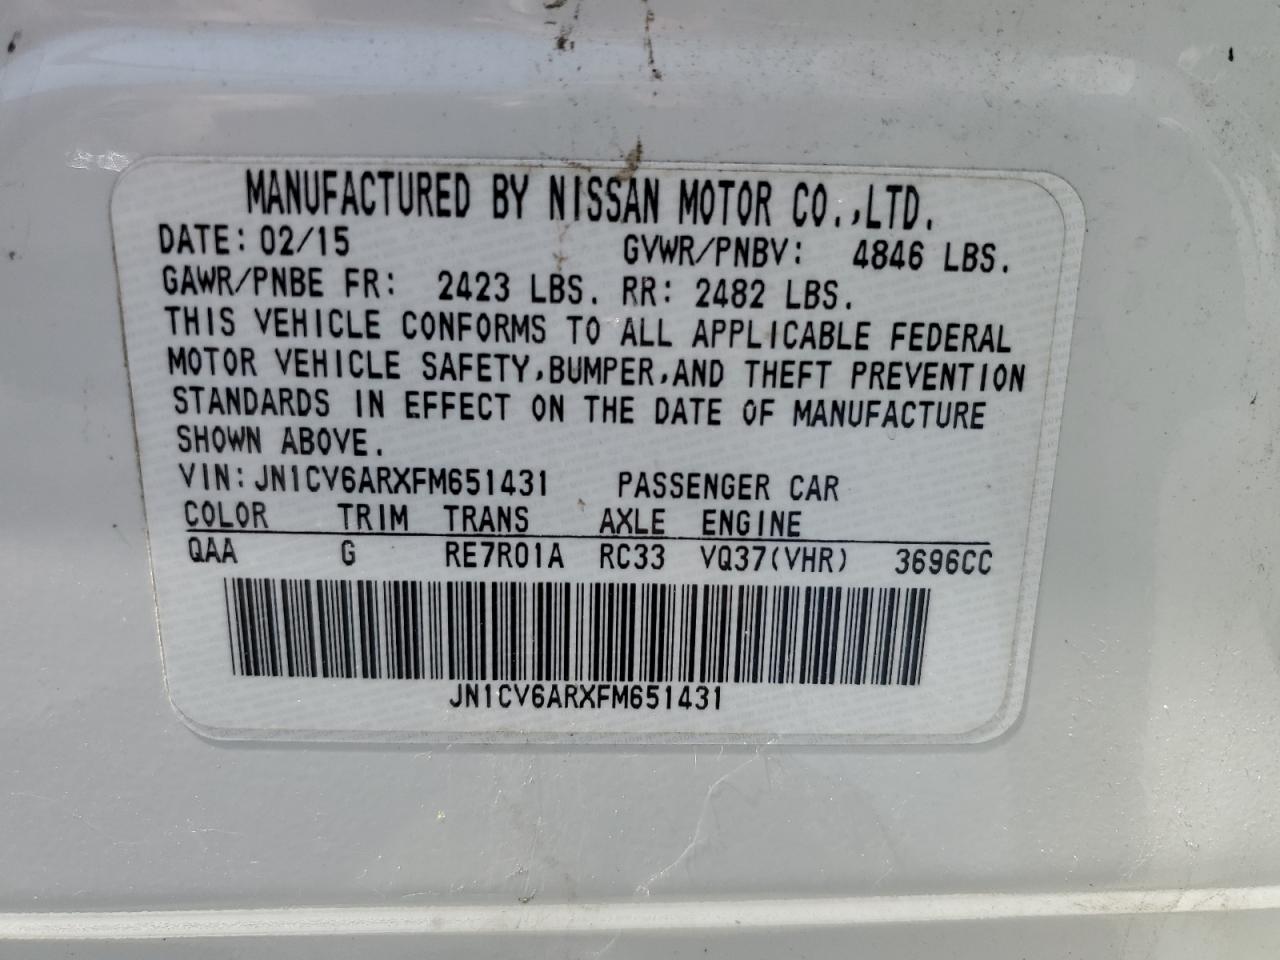 MANUFACTURED BY NISSAN MOTOR CO.,LTD.
DATE: 02/15 GVWR/PNBV: 4846 LBS.
GAWR/PNBE FR: 2423 LBS. RR: 2482 LBS.
THIS VEHICLE CONFORMS TO ALL APPLICABLE FEDERAL
MOTOR VEHICLE SAFETY,BUMPER,AND THEFT PREVENTION
STANDARDS IN EFFECT ON THE DATE OF MANUFACTURE
SHOWN ABOVE.
VIN:JN1CV6ARXFM651431 PASSENGER CAR
COLOR TRIM TRANS AXLE ENGINE
QAA G RE7R01A RC33 VQ37(VHR) 3696CC
JN1CV6ARXFM651431